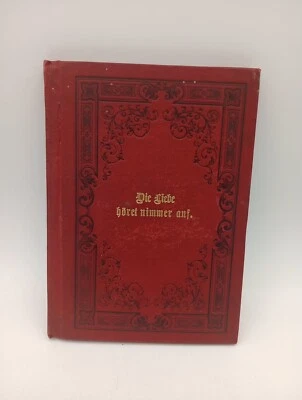 Die Liebe
höret nimmer auf.